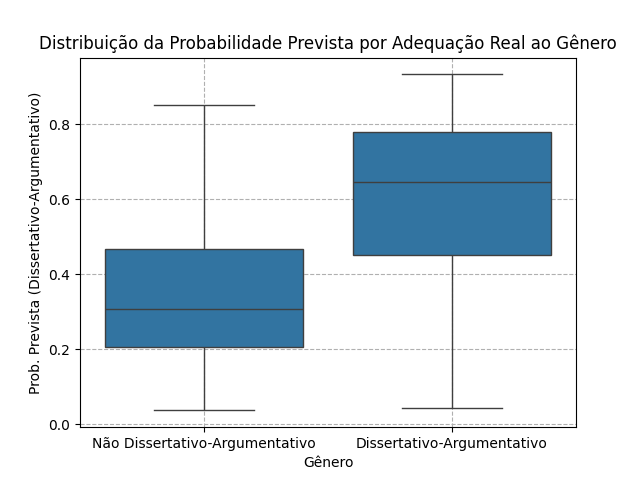 Distribuição da Probabilidade Prevista por Adequação Real ao Gênero
Prob. Prevista (Dissertativo-Argumentativo)
0.8
0.6
0.4
0.2
0.0
Não Dissertativo-Argumentativo
Dissertativo-Argumentativo
Gênero